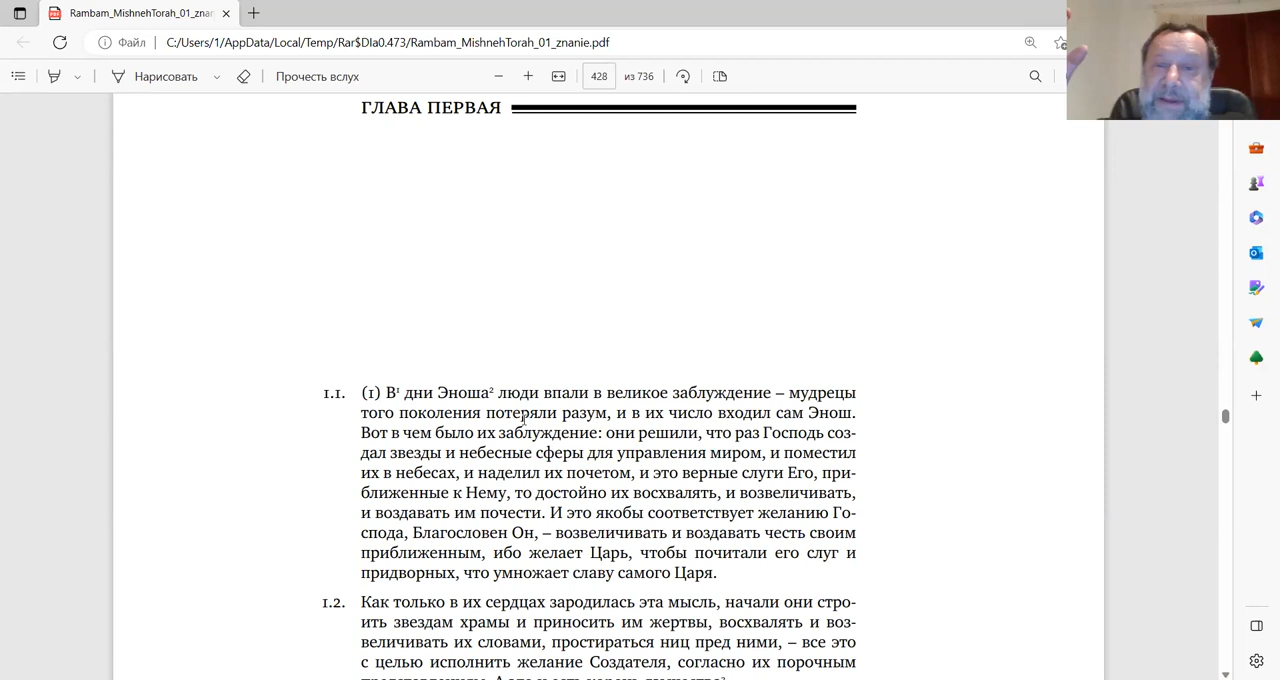 Rambam_MishnehTorah_01_zna
Файл
C:/Users/1/AppData/Local/Temp/Rar$DIa0.473/Rambam_MishnehTorah_01_znanie.pdf
Нарисовать
Прочесть вслух
428 из 736
ГЛАВА ПЕРВАЯ
1.1. (1) В¹ дни Эноша² люди впали в великое заблуждение – мудрецы
того поколения потеряли разум, и в их число входил сам Энош.
Вот в чем было их заблуждение: они решили, что раз Господь соз-
дал звезды и небесные сферы для управления миром, и поместил
их в небесах, и наделил их почетом, и это верные слуги Его, при-
ближенные к Нему, то достойно их восхвалять, и возвеличивать,
и воздавать им почести. И это якобы соответствует желанию Го-
спода, Благословен Он, – возвеличивать и воздавать честь своим
приближенным, ибо желает Царь, чтобы почитали его слуг и
придворных, что умножает славу самого Царя.
1.2. Как только в их сердцах зародилась эта мысль, начали они стро-
ить звездам храмы и приносить им жертвы, восхвалять и воз-
величивать их словами, простираться ниц пред ними, – все это
с целью исполнить желание Создателя, согласно их порочным